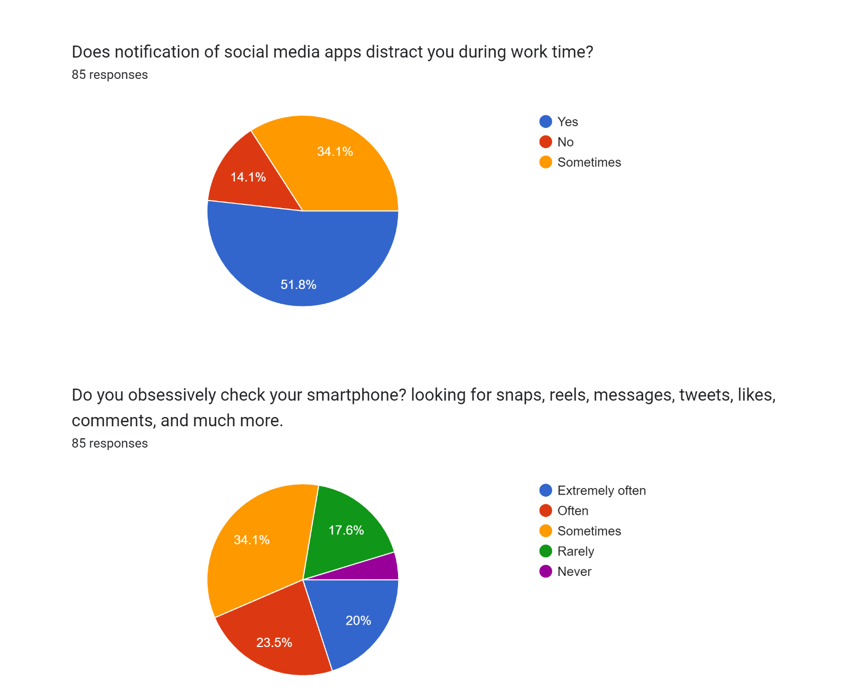 Does notification of social media apps distract you during work time?
85 responses
34.1%
14.1%
51.8%
Yes
No
Sometimes
Do you obsessively check your smartphone? looking for snaps, reels, messages, tweets, likes,
comments, and much more.
85 responses
34.1%
17.6%
23.5%
20%
Extremely often
Often
Sometimes
Rarely
Never